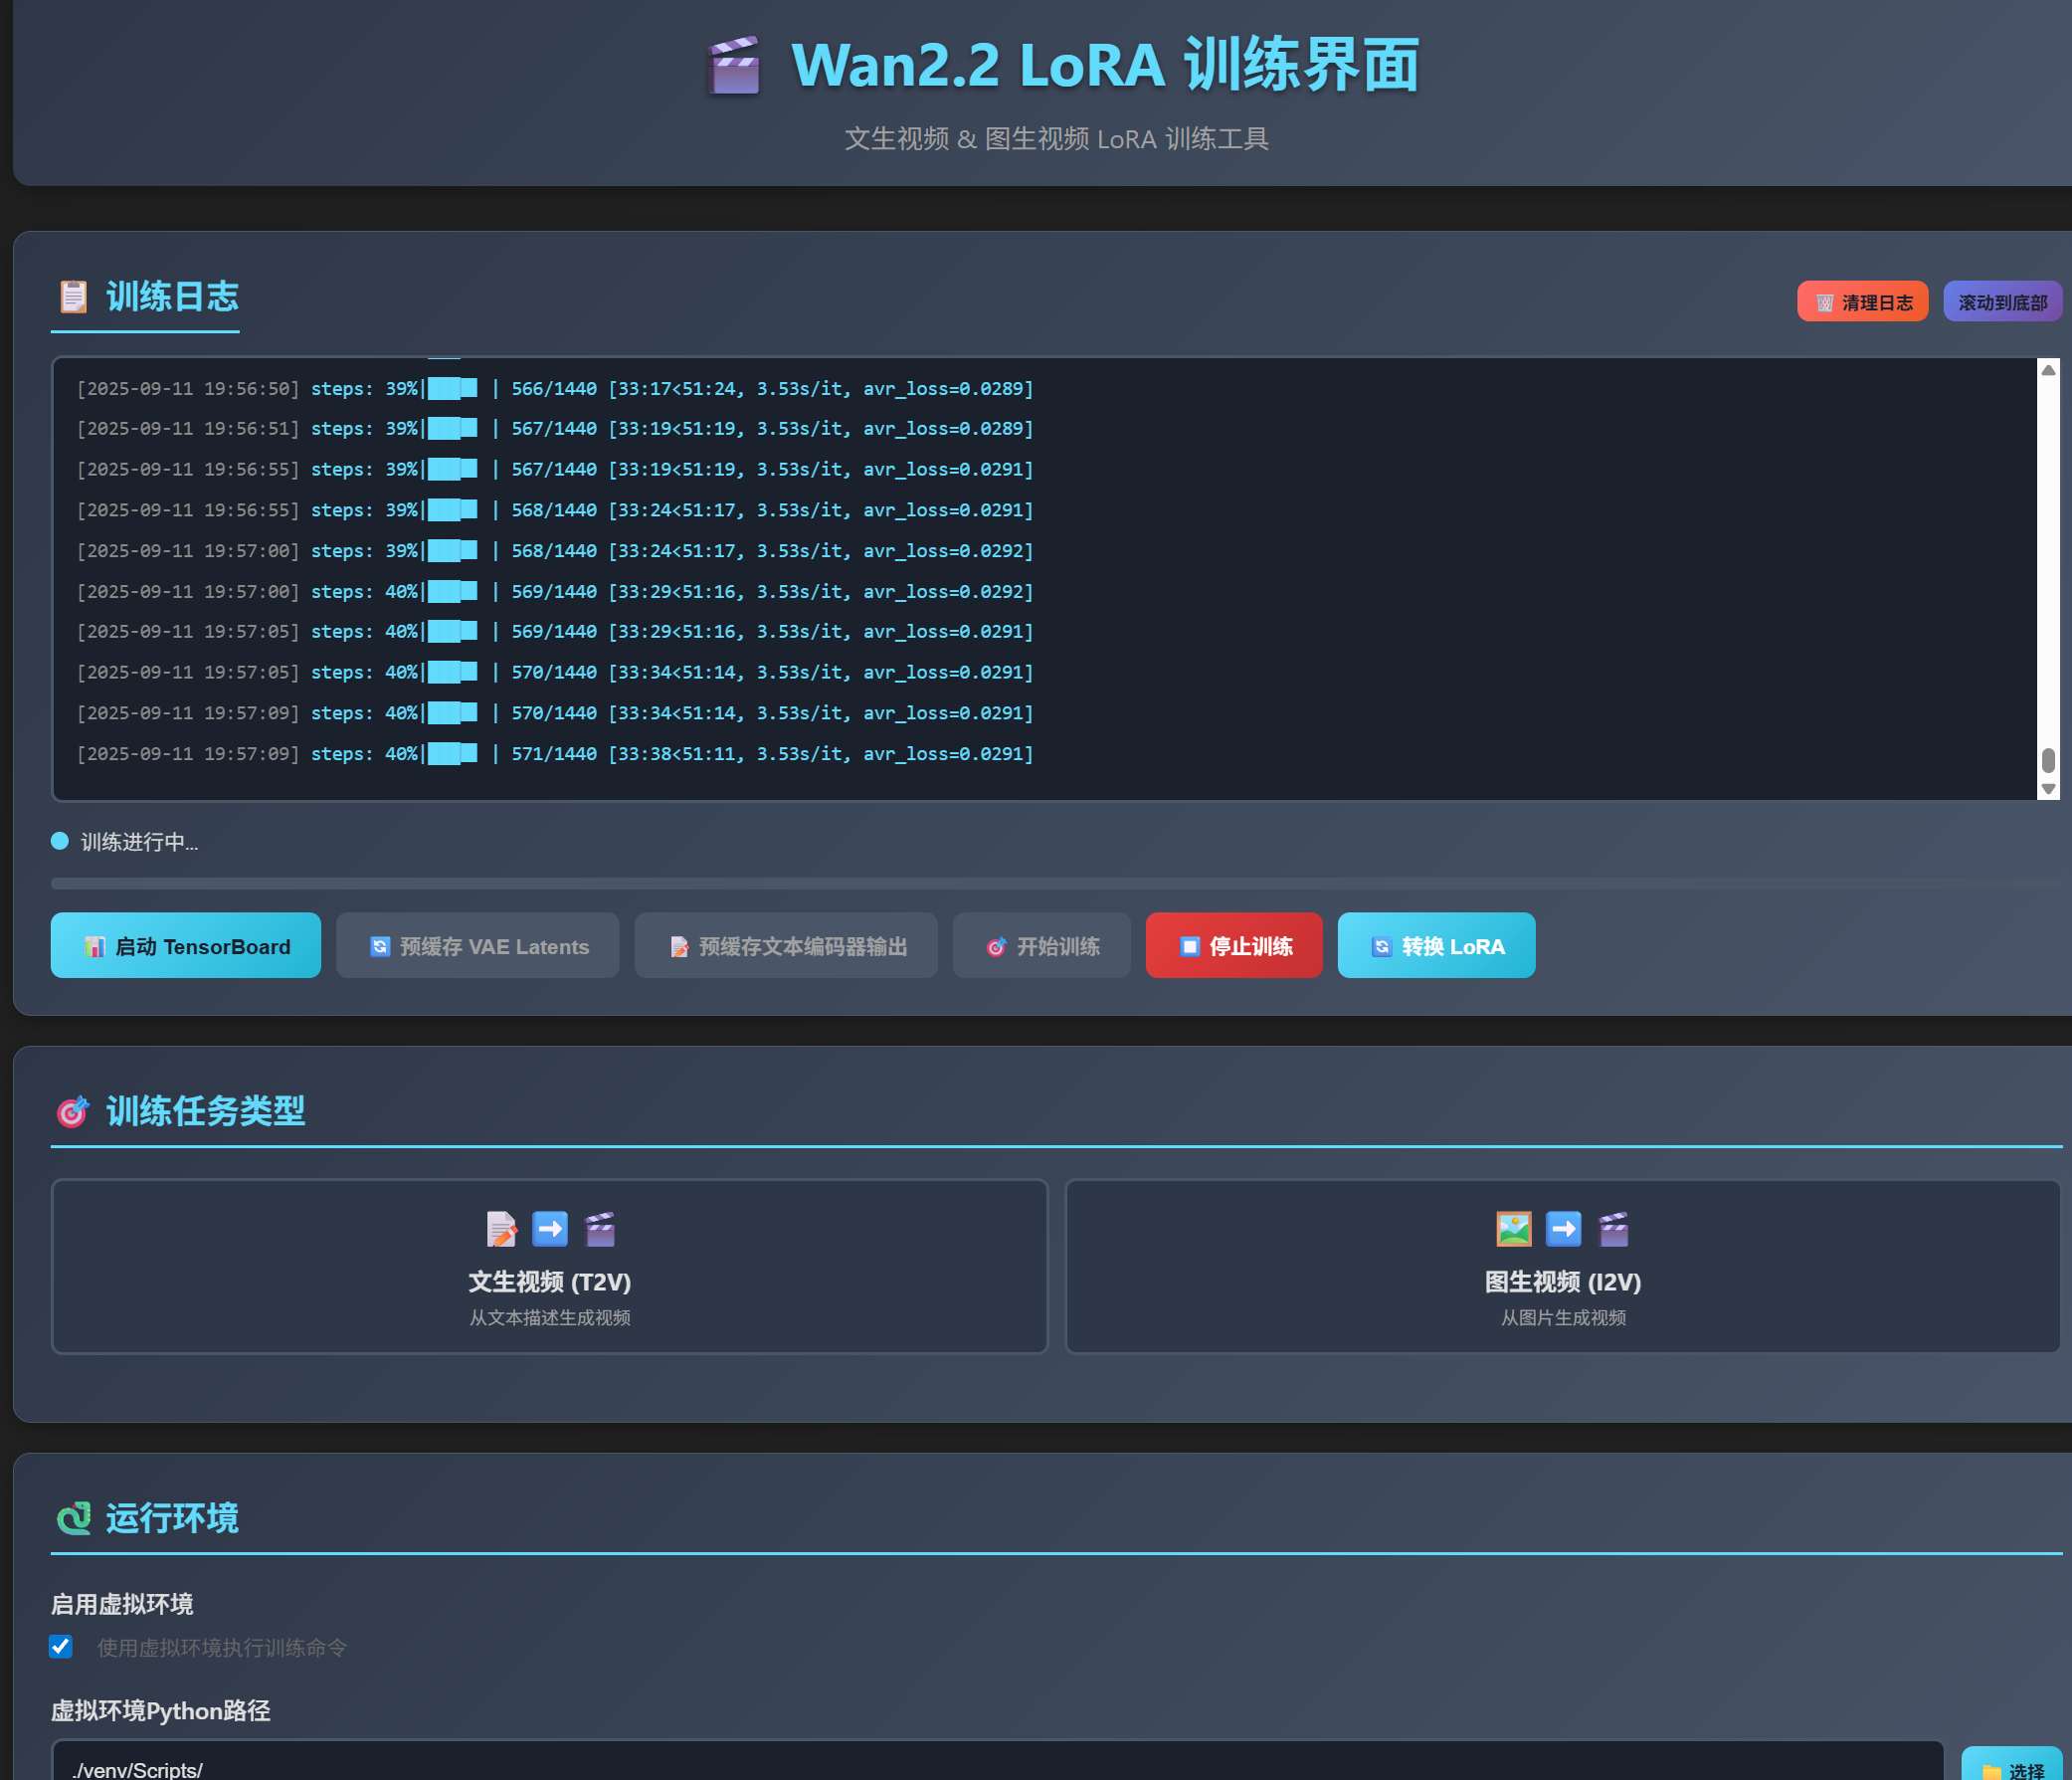 Wan2.2 LoRA 训练界面
文生视频 & 图生视频 LoRA 训练工具
训练日志
清理日志
滚动到底部
[2025-09-11 19:56:50] steps: 39%|████ | 566/1440 [33:17<51:24, 3.53s/it, avr_loss=0.0289]
[2025-09-11 19:56:51] steps: 39%|████ | 567/1440 [33:19<51:19, 3.53s/it, avr_loss=0.0289]
[2025-09-11 19:56:55] steps: 39%|████ | 567/1440 [33:19<51:19, 3.53s/it, avr_loss=0.0291]
[2025-09-11 19:56:55] steps: 39%|████ | 568/1440 [33:24<51:17, 3.53s/it, avr_loss=0.0291]
[2025-09-11 19:57:00] steps: 39%|████ | 568/1440 [33:24<51:17, 3.53s/it, avr_loss=0.0292]
[2025-09-11 19:57:00] steps: 40%|████ | 569/1440 [33:29<51:16, 3.53s/it, avr_loss=0.0292]
[2025-09-11 19:57:05] steps: 40%|████ | 569/1440 [33:29<51:16, 3.53s/it, avr_loss=0.0291]
[2025-09-11 19:57:05] steps: 40%|████ | 570/1440 [33:34<51:14, 3.53s/it, avr_loss=0.0291]
[2025-09-11 19:57:09] steps: 40%|████ | 570/1440 [33:34<51:14, 3.53s/it, avr_loss=0.0291]
[2025-09-11 19:57:09] steps: 40%|████ | 571/1440 [33:38<51:11, 3.53s/it, avr_loss=0.0291]
训练进行中...
启动 TensorBoard
预缓存 VAE Latents
预缓存文本编码器输出
开始训练
停止训练
转换 LoRA
训练任务类型
文生视频 (T2V)
从文本描述生成视频
图生视频 (I2V)
从图片生成视频
运行环境
启用虚拟环境
使用虚拟环境执行训练命令
虚拟环境Python路径
./venv/Scripts/
选择